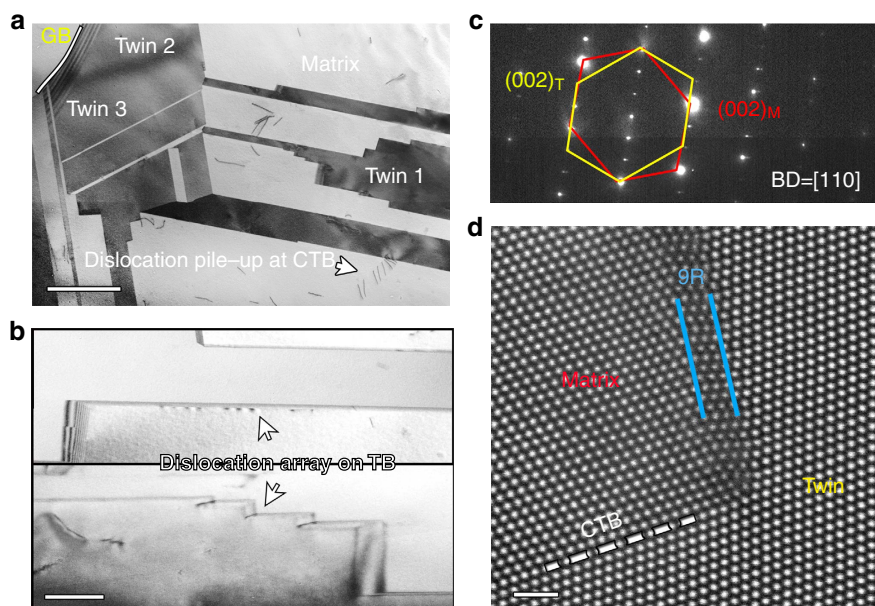 a
GB
Twin 2
Matrix
Twin 3
Twin 1
Dislocation pile–up at CTB
b
Dislocation array on TB
c
(002)T
(002)M
BD=[110]
d
9R
Matrix
Twin
CTB